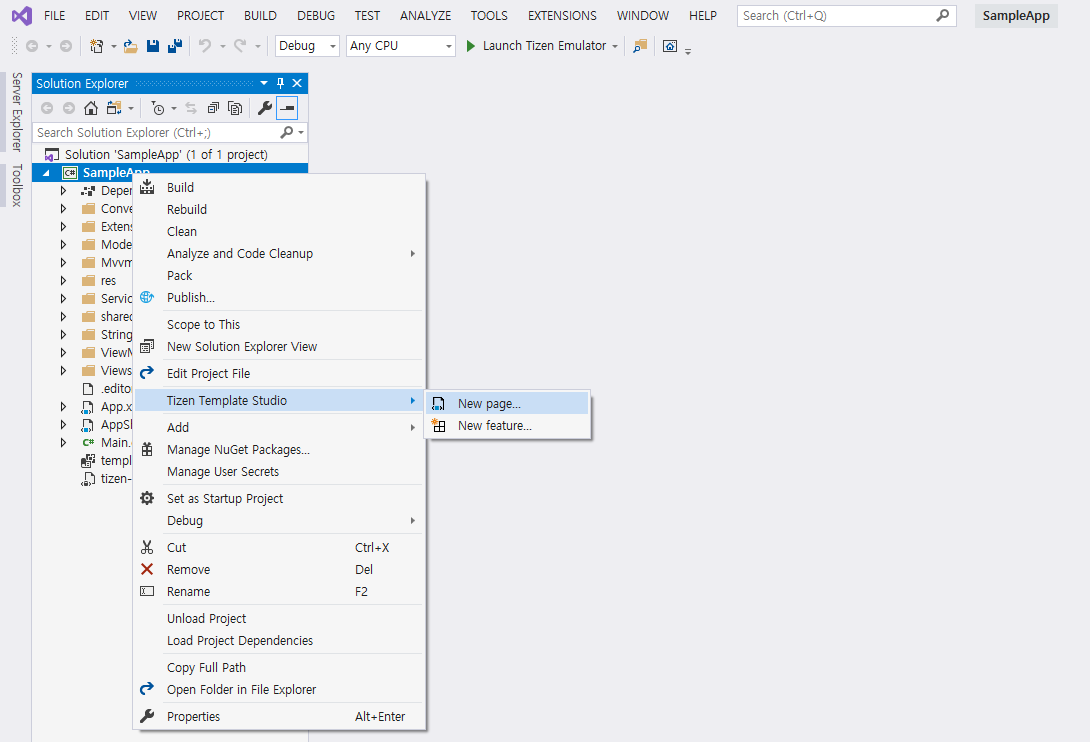 FILE EDIT VIEW PROJECT BUILD DEBUG TEST ANALYZE TOOLS EXTENSIONS WINDOW HELP Search (Ctrl+Q) SampleApp
Debug Any CPU Launch Tizen Emulator
Server Explorer
Toolbox
Solution Explorer
Search Solution Explorer (Ctrl+;)
Solution 'SampleApp' (1 of 1 project)
C# SampleApp
Deper
Conve
Extens
Mode
Mvvm
res
Servic
shared
String
ViewM
Views
.edito
App.x
AppSh
C# Main.
templ
tizen-
Build
Rebuild
Clean
Analyze and Code Cleanup
Pack
Publish...
Scope to This
New Solution Explorer View
Edit Project File
Tizen Template Studio
New page...
New feature...
Add
Manage NuGet Packages...
Manage User Secrets
Set as Startup Project
Debug
Cut Ctrl+X
Remove Del
Rename F2
Unload Project
Load Project Dependencies
Copy Full Path
Open Folder in File Explorer
Properties Alt+Enter